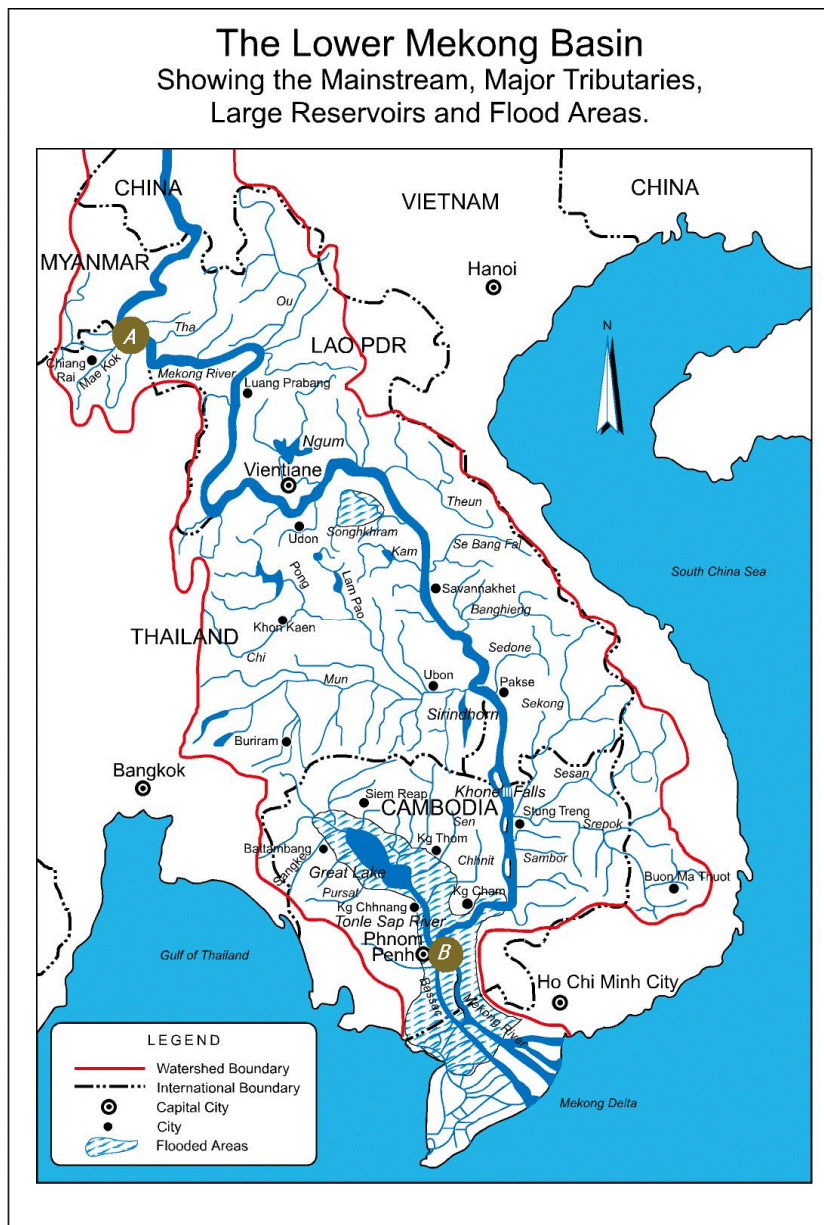 The Lower Mekong Basin
Showing the Mainstream, Major Tributaries,
Large Reservoirs and Flood Areas.
CHINA
VIETNAM
CHINA
MYANMAR
Hanoi
Ou
N
Tha
A
LAO PDR
Chiang
Rai
Mae Kok
Mekong River
Luang Prabang
Ngum
Vientiane
Theun
Udon
Songhkhram
Se Bang Fai
Kam
South China Sea
Pong
Lam Pao
Savannakhet
Banghieng
Khon Kaen
THAILAND
Chi
Sedone
Mun
Ubon
Pakse
Sekong
Sirindhorn
Buriram
Bangkok
Sesan
Khone Falls
Siem Reap
CAMBODIA
Sen
Stung Treng
Srepok
Kg Thom
Battambang
Sangker
Chhnit
Sambor
Great Lake
Buon Ma Thuot
Pursat
Kg Cham
Kg Chhnang
Tonle Sap River
Phnom
Penh
B
Gulf of Thailand
Bassac
Ho Chi Minh City
Mekong River
LEGEND
Watershed Boundary
International Boundary
Capital City
City
Flooded Areas
Mekong Delta